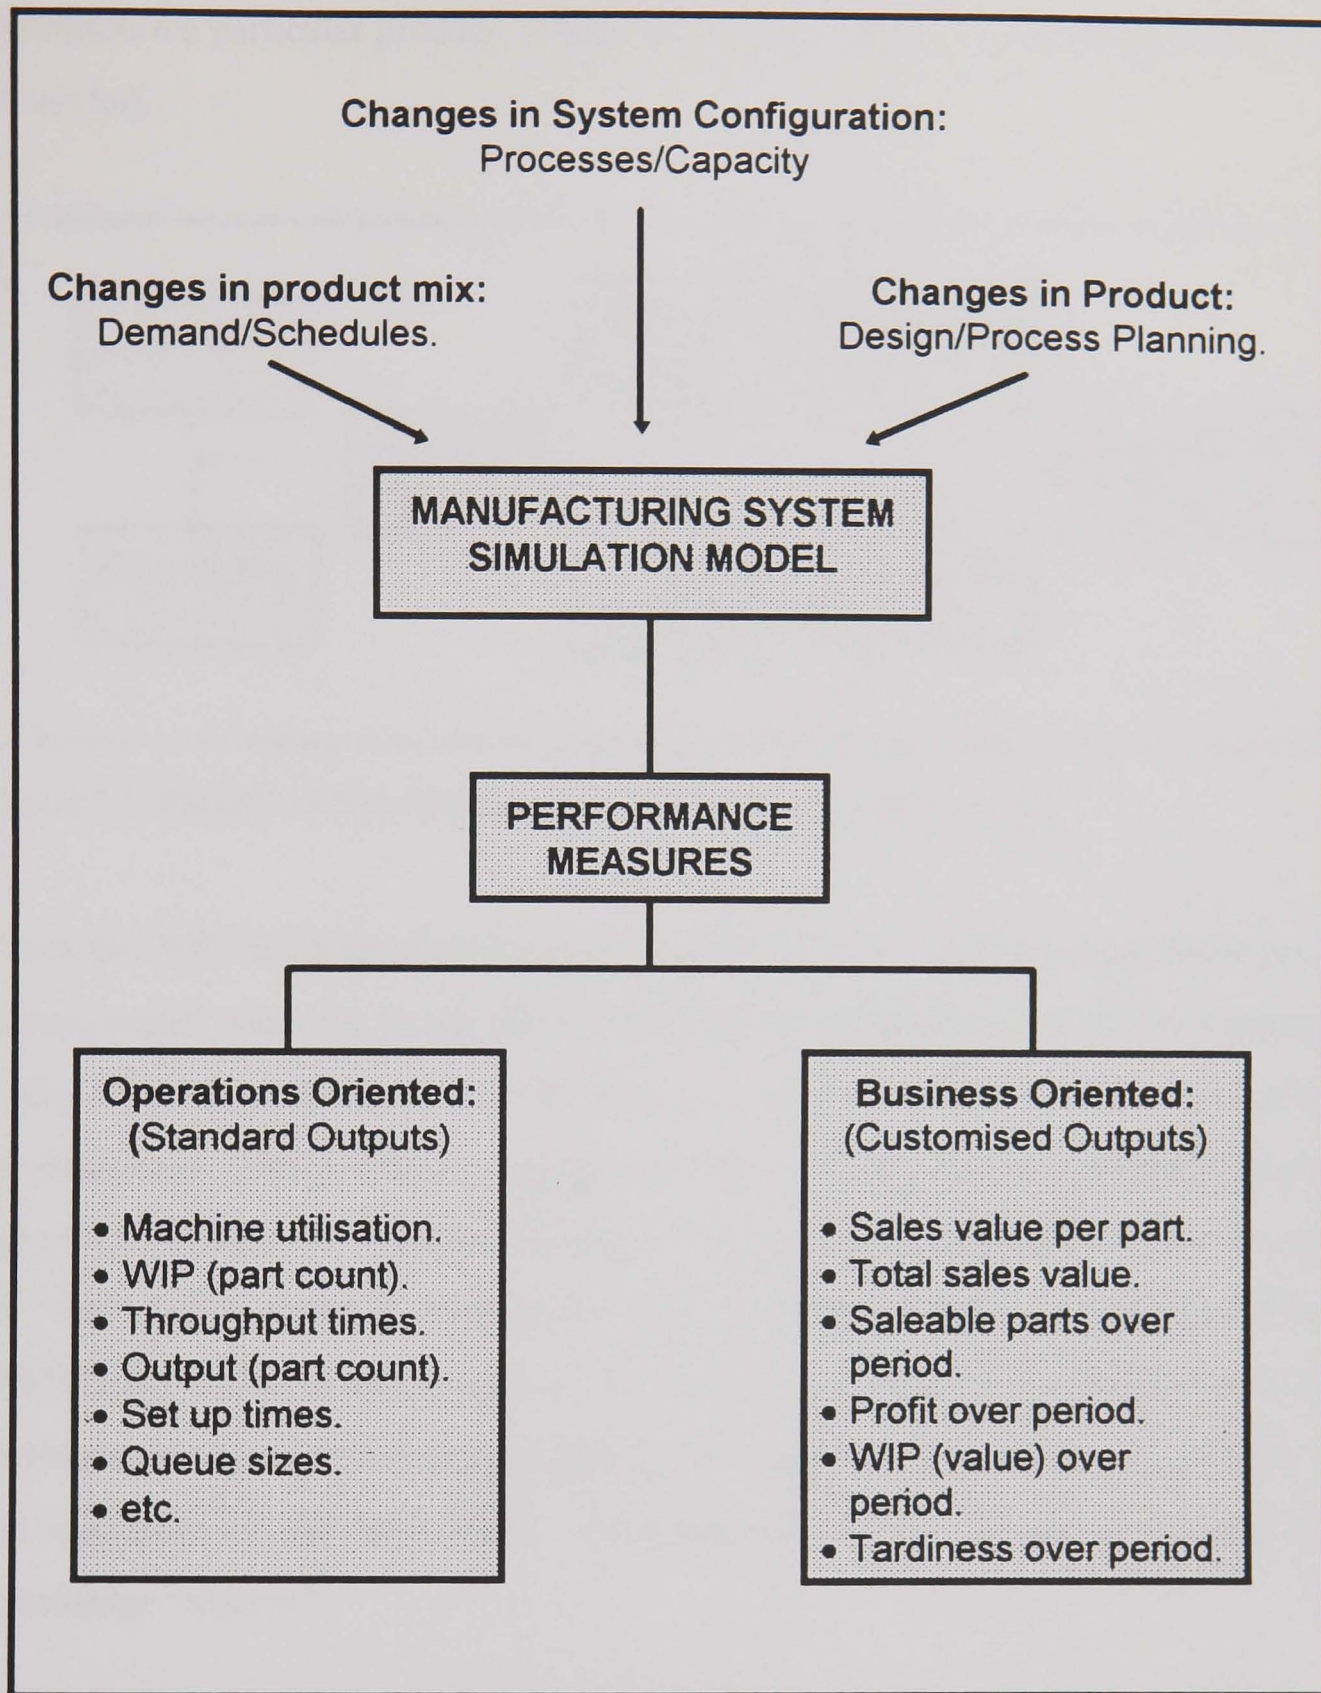 Changes in System Configuration:
Processes/Capacity
Changes in product mix:
Demand/Schedules.
Changes in Product:
Design/Process Planning.
MANUFACTURING SYSTEM
SIMULATION MODEL
PERFORMANCE
MEASURES
Operations Oriented:
(Standard Outputs)
• Machine utilisation.
• WIP (part count).
• Throughput times.
• Output (part count).
• Set up times.
• Queue sizes.
• etc.
Business Oriented:
(Customised Outputs)
• Sales value per part.
• Total sales value.
• Saleable parts over
period.
• Profit over period.
• WIP (value) over
period.
• Tardiness over period.